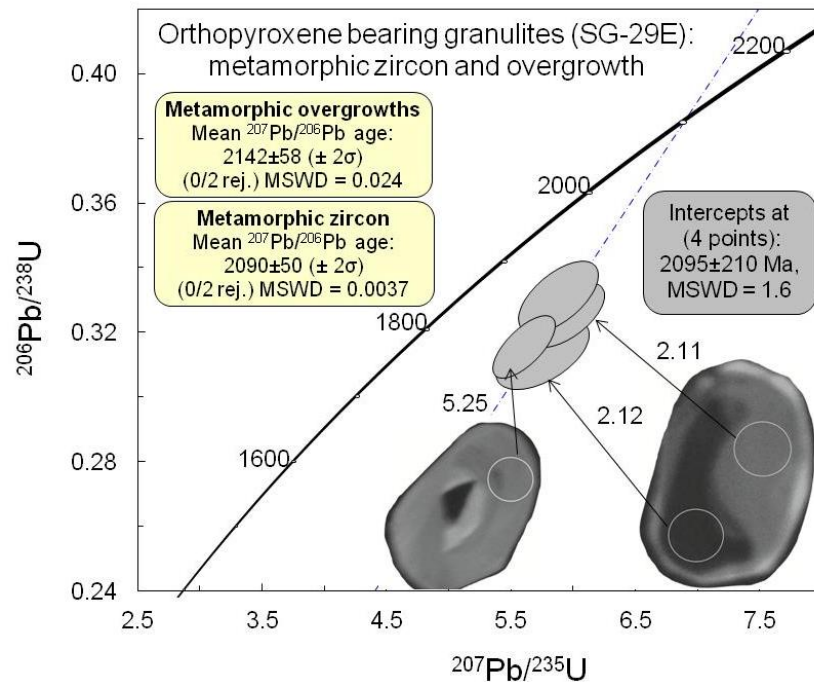 Orthopyroxene bearing granulites (SG-29E):
metamorphic zircon and overgrowth
Metamorphic overgrowths
Mean ²⁰⁷Pb/²⁰⁶Pb age:
2142±58 (± 2σ)
(0/2 rej.) MSWD = 0.024
Metamorphic zircon
Mean ²⁰⁷Pb/²⁰⁶Pb age:
2090±50 (± 2σ)
(0/2 rej.) MSWD = 0.0037
Intercepts at
(4 points):
2095±210 Ma,
MSWD = 1.6
2200
2000
1800
1600
2.11
2.12
5.25
²⁰⁶Pb/²³⁸U
0.40
0.36
0.32
0.28
0.24
2.5 3.5 4.5 5.5 6.5 7.5
²⁰⁷Pb/²³⁵U